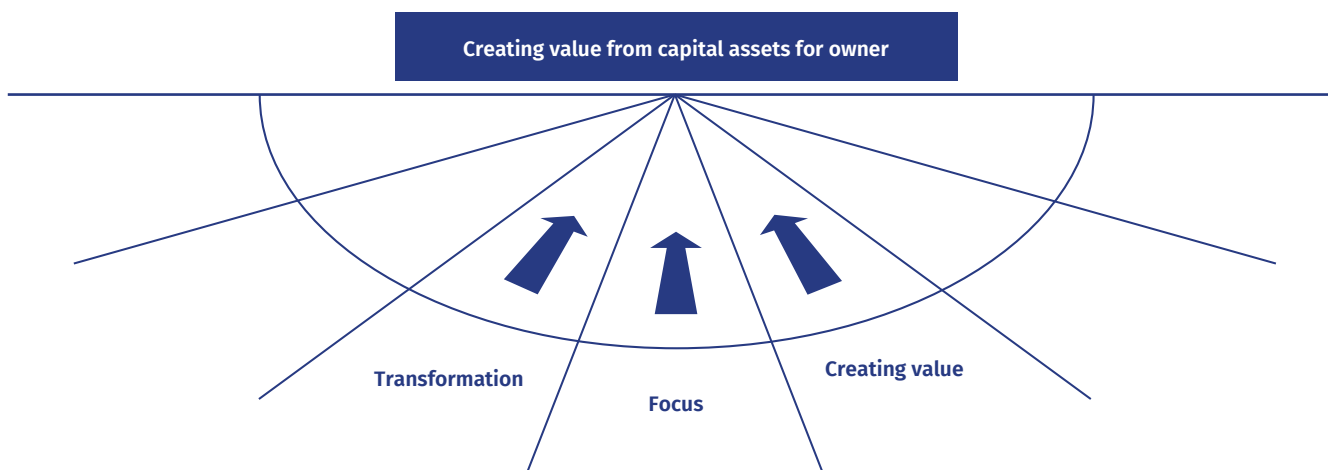 Creating value from capital assets for owner
Transformation
Focus
Creating value